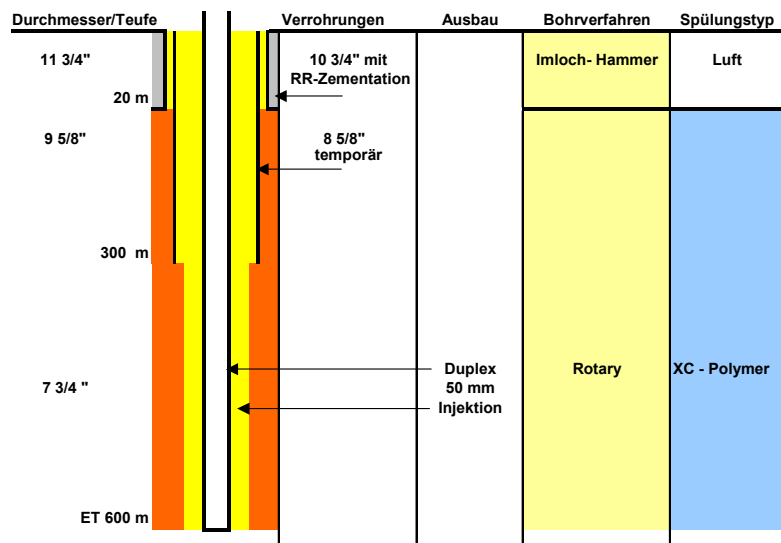 Durchmesser/Teufe Verrohrungen Ausbau Bohrverfahren Spülungstyp
11 3/4" 10 3/4" mit Imloch- Hammer Luft
RR-Zementation
20 m
9 5/8" 8 5/8"
temporär
300 m
Duplex Rotary XC - Polymer
7 3/4 " 50 mm
Injektion
ET 600 m